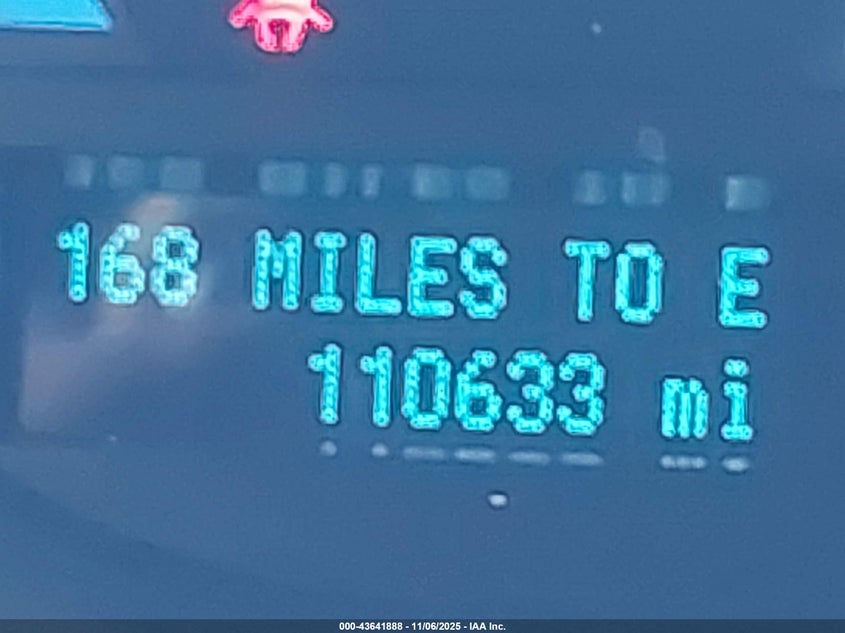 168 MILES TO E
110633 mi
000-43641888 - 11/06/2025 - IAA Inc.